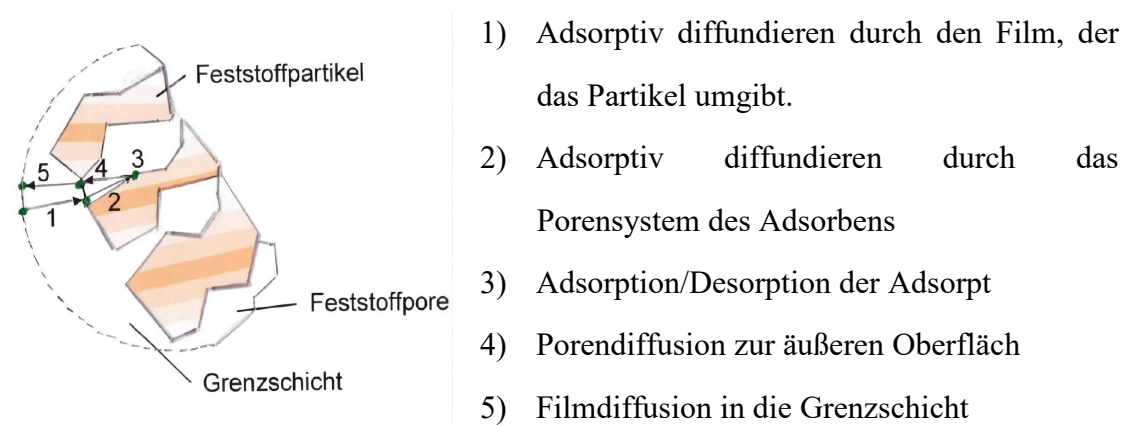 Feststoffpartikel
5
4
3
1
2
Feststoffpore
Grenzschicht
1) Adsorptiv diffundieren durch den Film, der
das Partikel umgibt.
2) Adsorptiv diffundieren durch das
Porensystem des Adsorbens
3) Adsorption/Desorption der Adsorpt
4) Porendiffusion zur äußeren Oberfläch
5) Filmdiffusion in die Grenzschicht